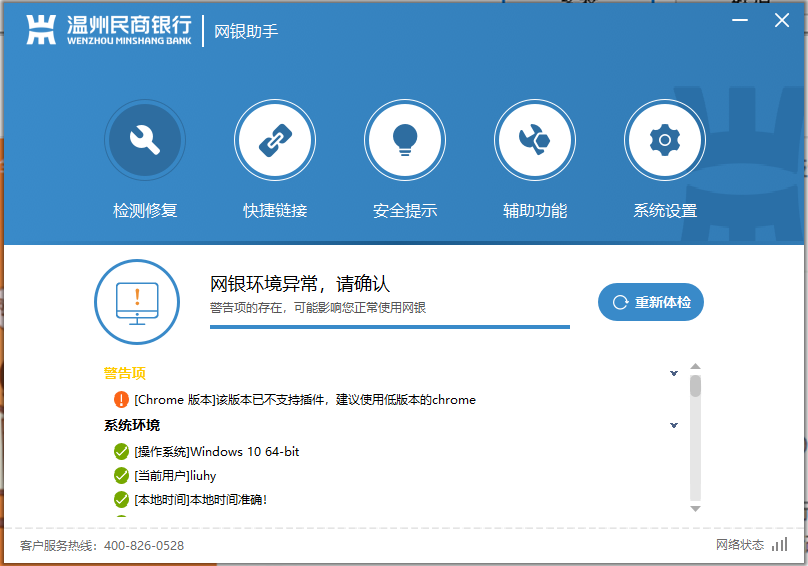 温州民商银行
WENZHOU MINSHANG BANK
网银助手
检测修复
快捷链接
安全提示
辅助功能
系统设置
网银环境异常，请确认
警告项的存在，可能影响您正常使用网银
重新体检
警告项
[Chrome 版本]该版本已不支持插件，建议使用低版本的chrome
系统环境
[操作系统]Windows 10 64-bit
[当前用户]liuhy
[本地时间]本地时间准确!
客户服务热线：400-826-0528
网络状态